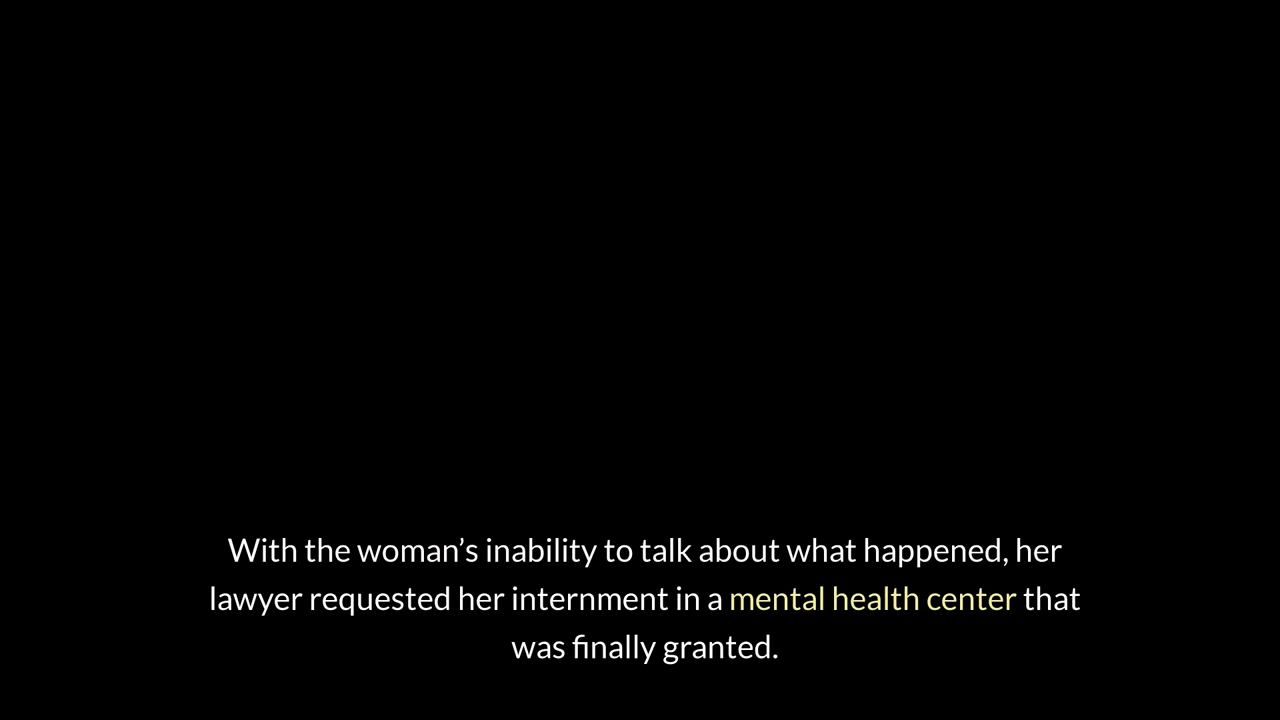 With the woman’s inability to talk about what happened, her
lawyer requested her internment in a mental health center that
was finally granted.